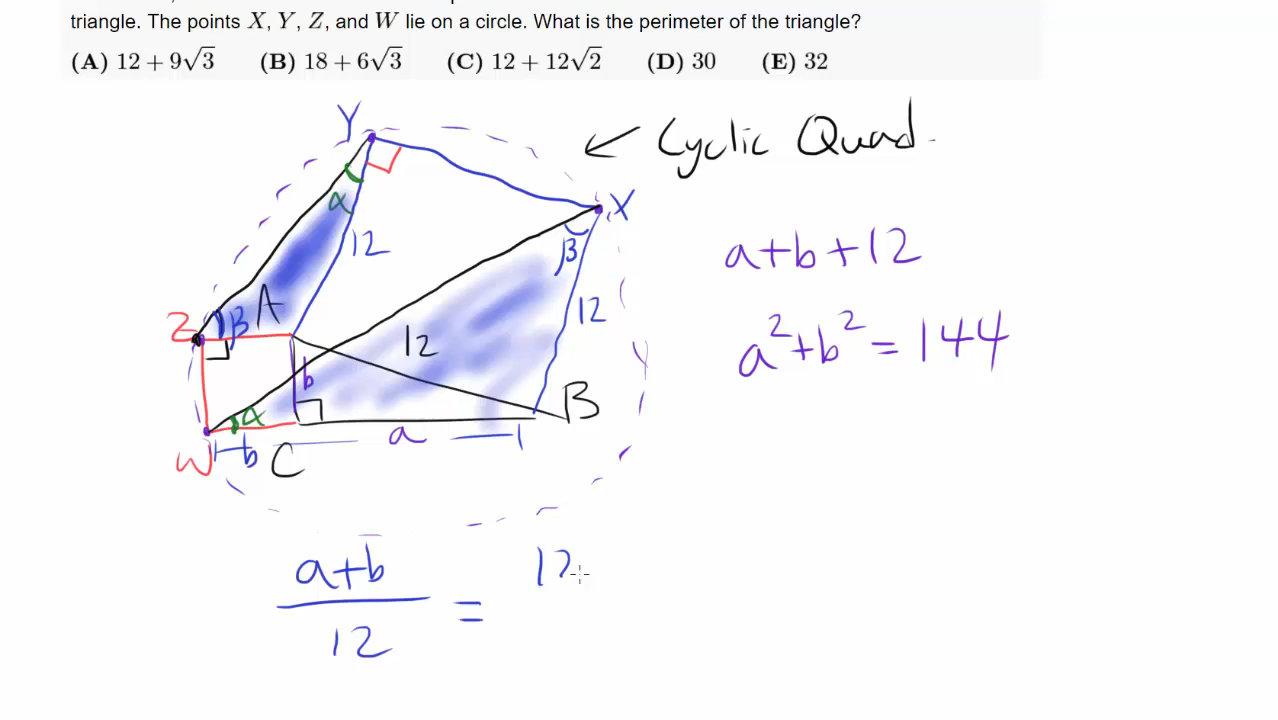 triangle. The points X, Y, Z, and W lie on a circle. What is the perimeter of the triangle?
(A) 12 + 9√3 (B) 18 + 6√3 (C) 12 + 12√2 (D) 30 (E) 32
Y
← Cyclic Quad.
X
α
β
12
a+b+12
A
12
Z
β
12
a²+b² = 144
b
B
α
a
W
b
C
a+b
12
=
12